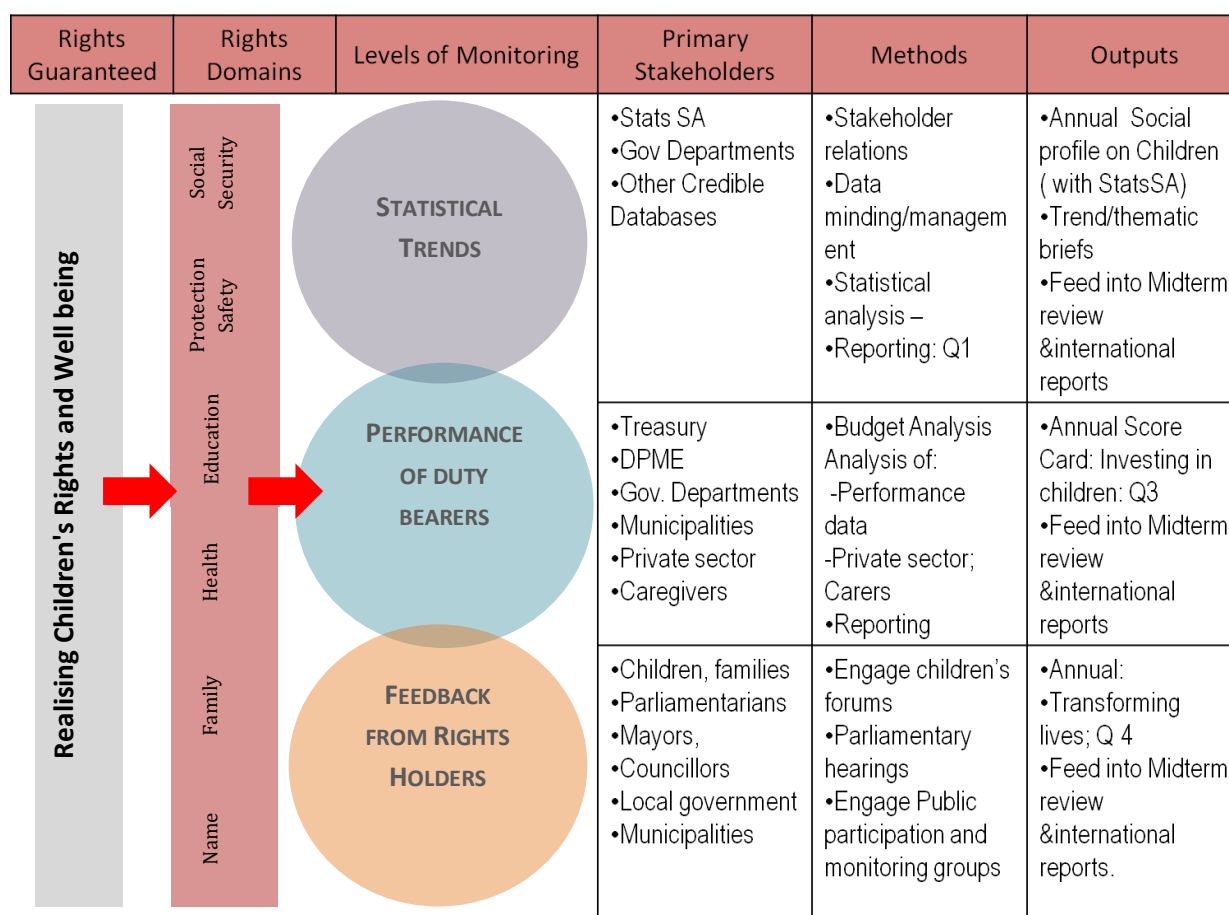 Rights
Guaranteed
Rights
Domains
Levels of Monitoring
Primary
Stakeholders
Methods
Outputs
Realising Children's Rights and Well being
Social
Security
Protection
Safety
Education
Health
Family
Name
STATISTICAL
TRENDS
•Stats SA
•Gov Departments
•Other Credible
Databases
•Stakeholder
relations
•Data
minding/managem
ent
•Statistical
analysis –
•Reporting: Q1
•Annual Social
profile on Children
( with StatsSA)
•Trend/thematic
briefs
•Feed into Midterm
review
&international
reports
PERFORMANCE
OF DUTY
BEARERS
•Treasury
•DPME
•Gov. Departments
•Municipalities
•Private sector
•Caregivers
•Budget Analysis
Analysis of:
-Performance
data
-Private sector;
Carers
•Reporting
•Annual Score
Card: Investing in
children: Q3
•Feed into Midterm
review
&international
reports
FEEDBACK
FROM RIGHTS
HOLDERS
•Children, families
•Parliamentarians
•Mayors,
•Councillors
•Local government
•Municipalities
•Engage children’s
forums
•Parliamentary
hearings
•Engage Public
participation and
monitoring groups
•Annual:
•Transforming
lives; Q 4
•Feed into Midterm
review
&international
reports.